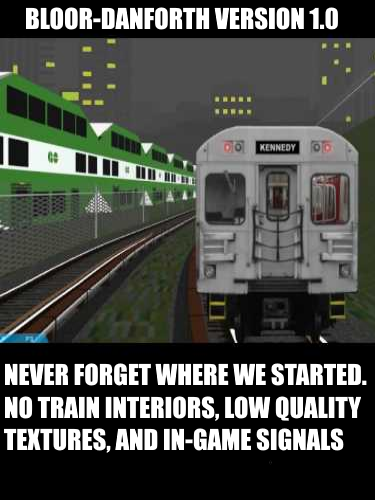 BLOOR-DANFORTH VERSION 1.0
GO
KENNEDY
NEVER FORGET WHERE WE STARTED.
NO TRAIN INTERIORS, LOW QUALITY
TEXTURES, AND IN-GAME SIGNALS